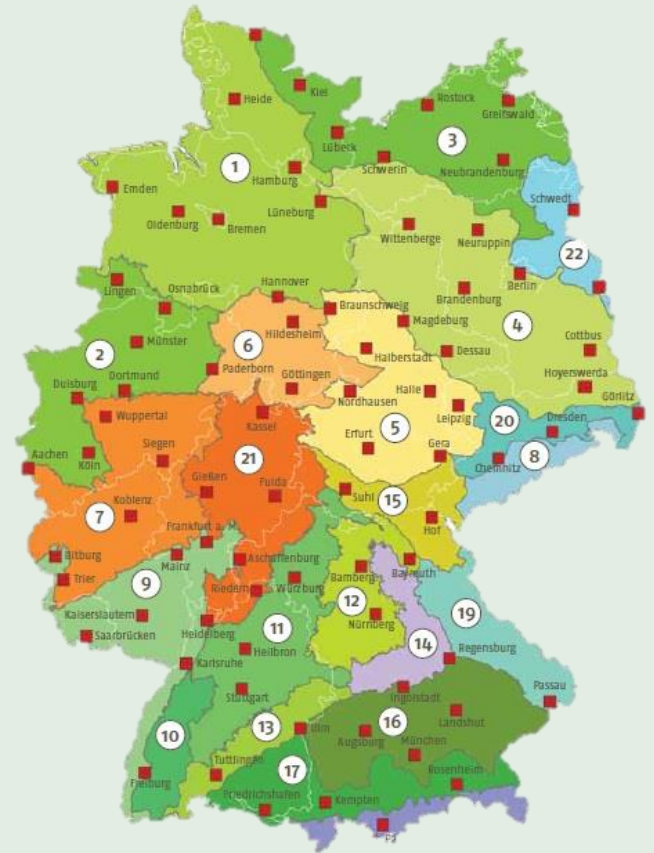 Heide
Kiel
Rostock
Greifswald
Lübeck
3
1
Schwerin
Neubrandenburg
Hamburg
Emden
Schwedt
Lüneburg
Oldenburg
Bremen
Wittenberge
Neuruppin
22
Lingen
Osnabrück
Hannover
Berlin
Brandenburg
Braunschweig
Magdeburg
4
Hildesheim
Cottbus
6
Münster
2
Halberstadt
Dessau
Paderborn
Hoyerswerda
Duisburg
Dortmund
Göttingen
Nordhausen
Halle
Görlitz
Wuppertal
Leipzig
Kassel
5
20
Dresden
Erfurt
Gera
8
Siegen
Aachen
Köln
21
Chemnitz
Gießen
Fulda
Suhl
15
7
Koblenz
Hof
Frankfurt a. M.
Bitburg
Mainz
Aschaffenburg
Bayreuth
Trier
9
Bamberg
Riedern
Würzburg
12
Kaiserslautern
Nürnberg
19
Saarbrücken
Heidelberg
11
14
Heilbron
Regensburg
Karlsruhe
Passau
Stuttgart
Ingolstadt
13
16
Landshut
10
Ulm
Augsburg
München
Tuttlingen
17
Rosenheim
Freiburg
Friedrichshafen
Kempten